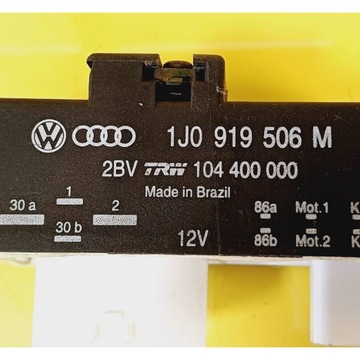 1J0 919 506 M
2BV TRW 104 400 000
Made in Brazil
30 a 1 2 86a Mot.1 K
30 b 12V 86b Mot.2 K